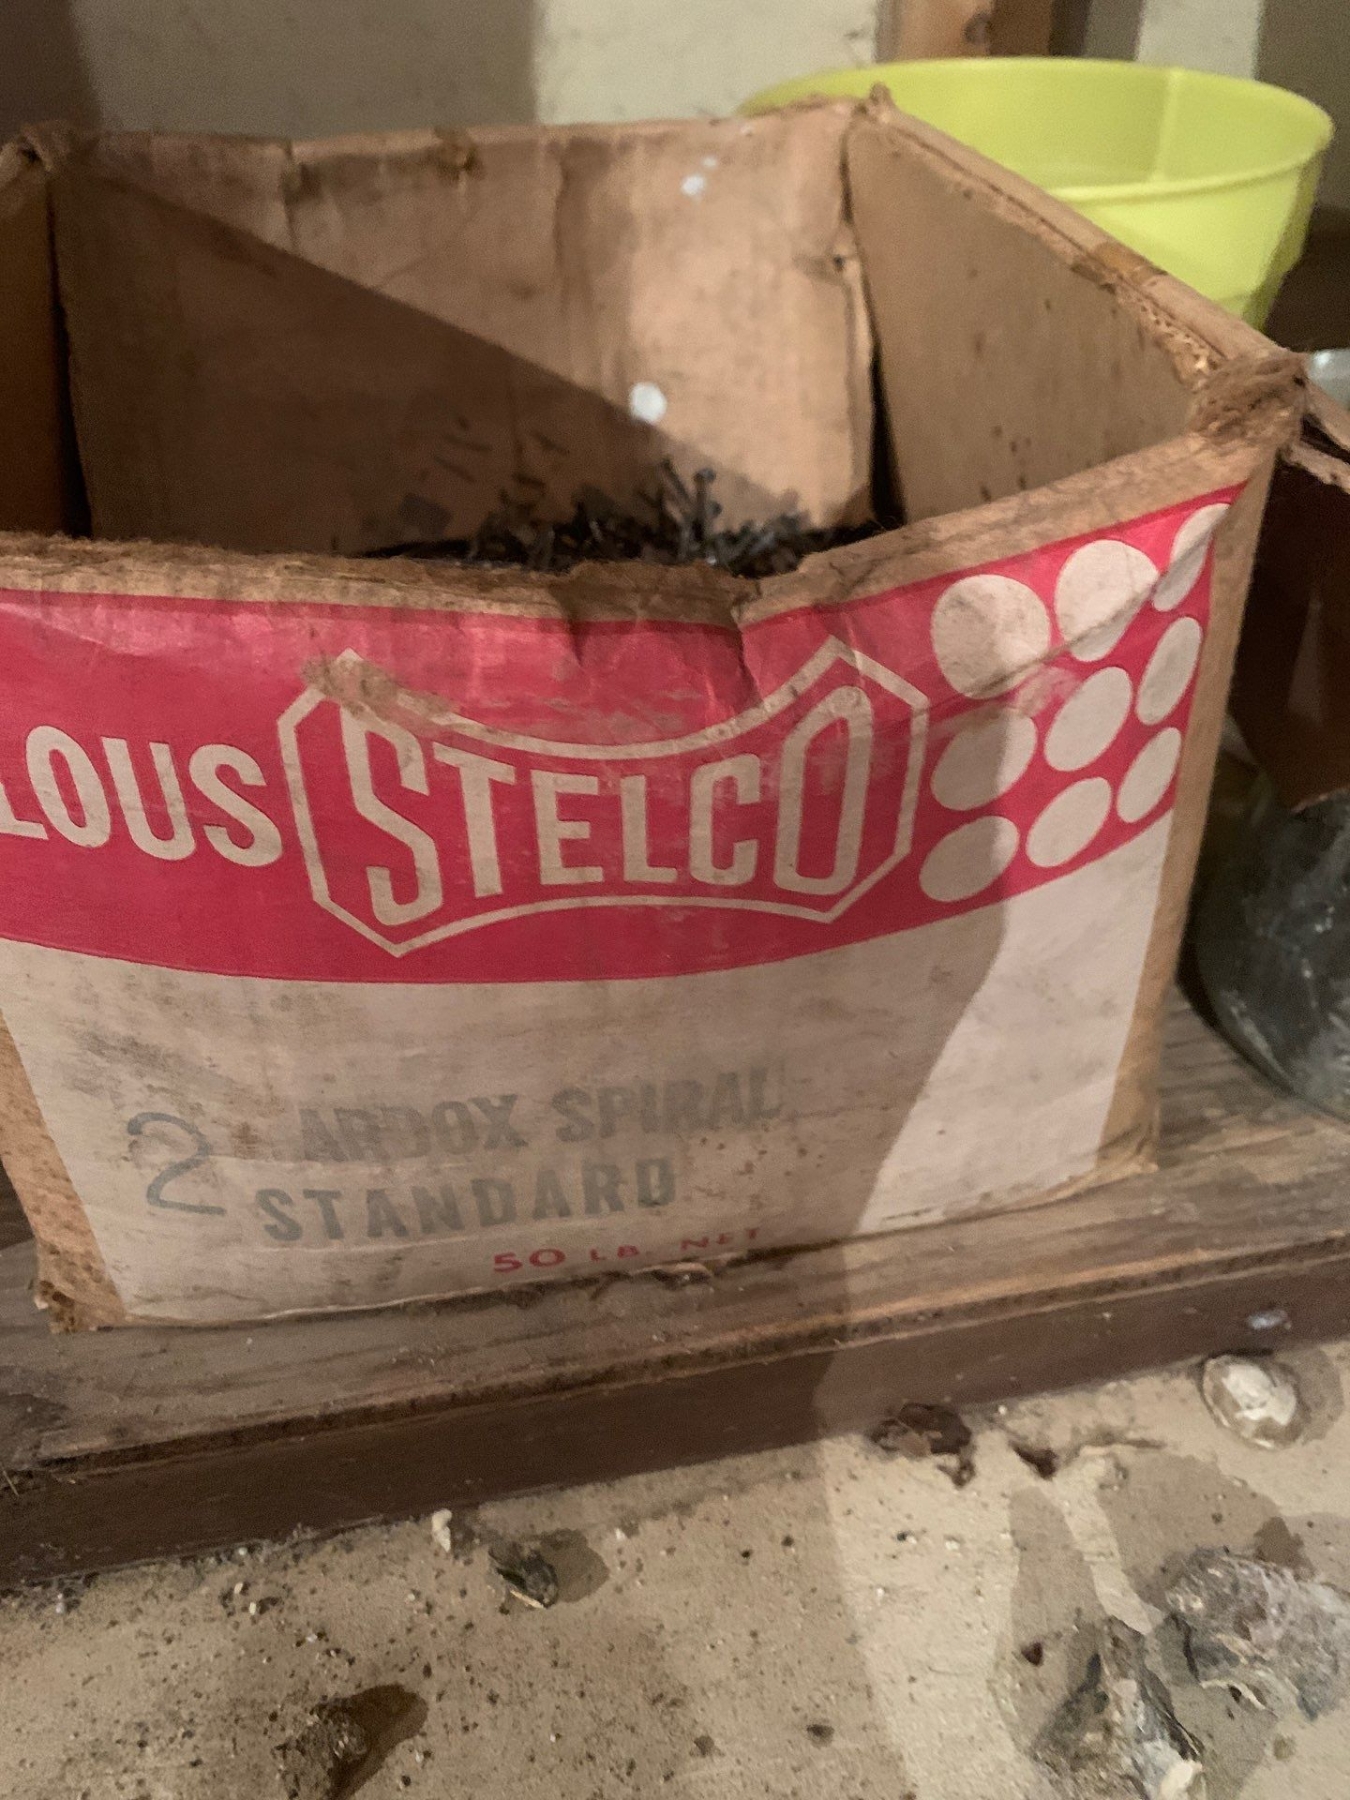 LOUS STELCO
2 ARDOX SPIRAL
STANDARD
50 LB. NET